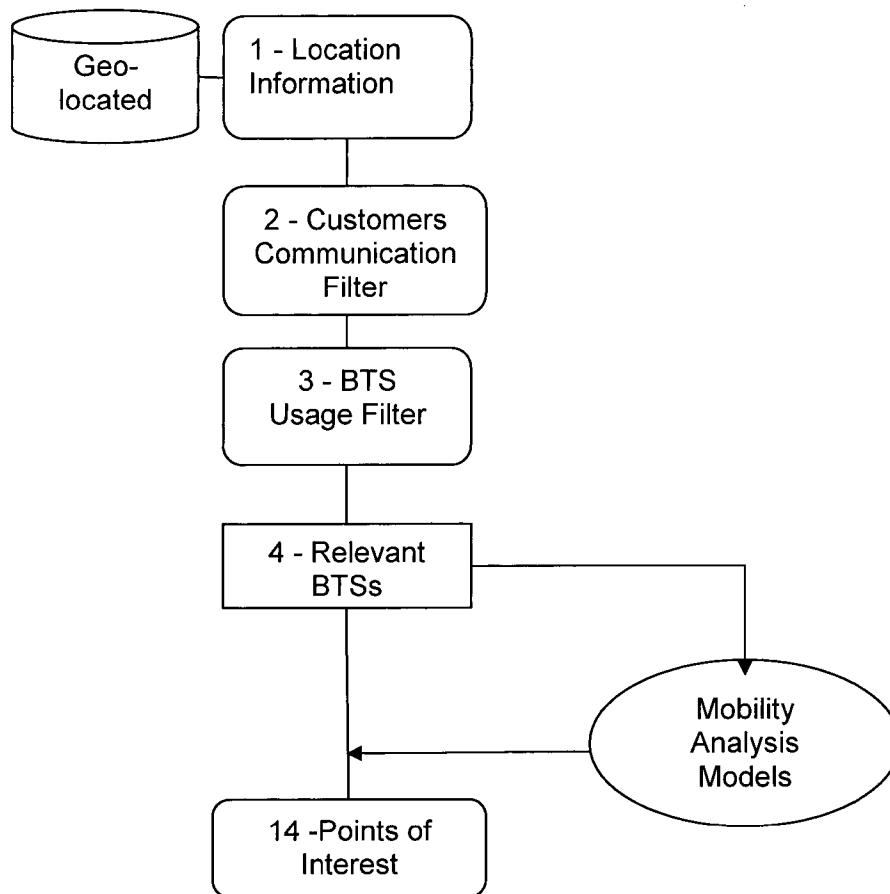 Geo-
located
1 - Location
Information
2 - Customers
Communication
Filter
3 - BTS
Usage Filter
4 - Relevant
BTSs
Mobility
Analysis
Models
14 -Points of
Interest